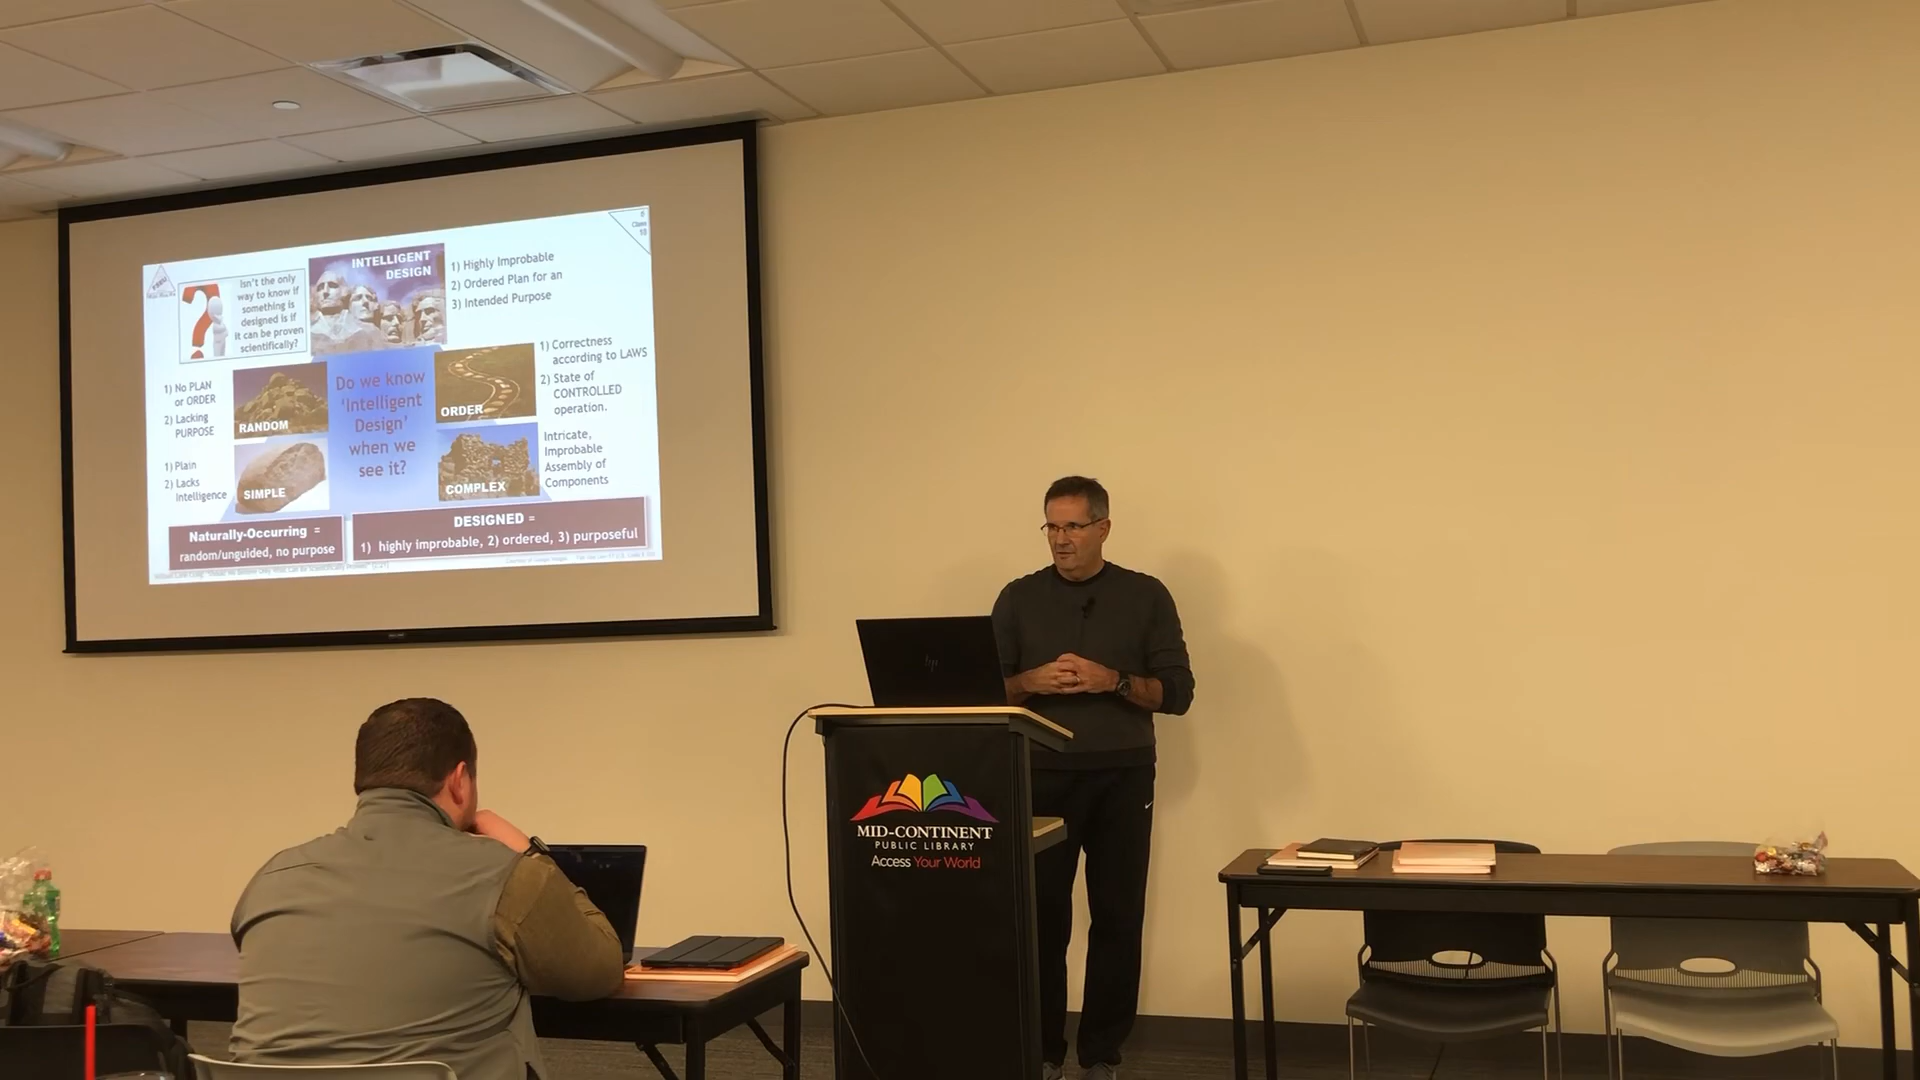 6
Class
10
Isn't the only
way to know if
something is
designed is if
it can be proven
scientifically?
INTELLIGENT
DESIGN
1) Highly Improbable
2) Ordered Plan for an
3) Intended Purpose
1) No PLAN
or ORDER
2) Lacking
PURPOSE
RANDOM
Do we know
'Intelligent
Design'
when we
see it?
ORDER
1) Correctness
according to LAWS
2) State of
CONTROLLED
operation.
1) Plain
2) Lacks
Intelligence
SIMPLE
COMPLEX
Intricate,
Improbable
Assembly of
Components
Naturally-Occurring =
random/unguided, no purpose
DESIGNED =
1) highly improbable, 2) ordered, 3) purposeful
hp
MID-CONTINENT
PUBLIC LIBRARY
Access Your World